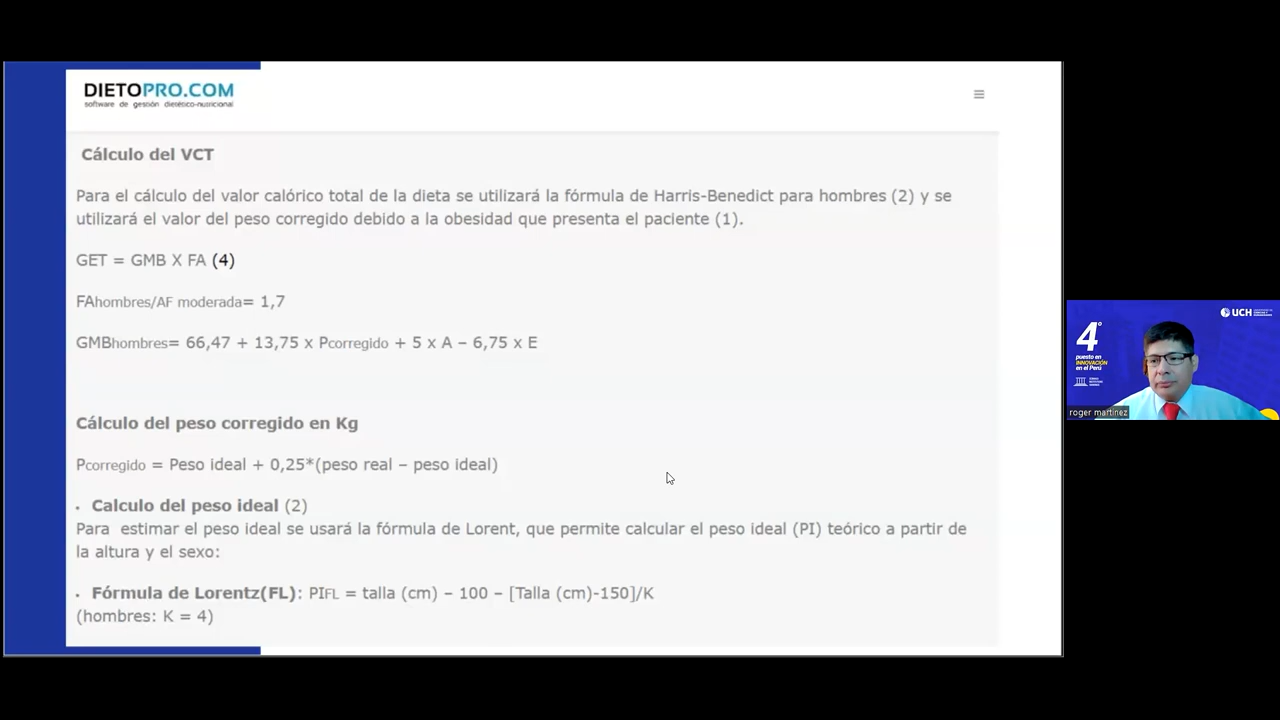 DIETOPRO.COM
software de gestión dietético-nutricional
≡
Cálculo del VCT
Para el cálculo del valor calórico total de la dieta se utilizará la fórmula de Harris-Benedict para hombres (2) y se
utilizará el valor del peso corregido debido a la obesidad que presenta el paciente (1).
GET = GMB X FA (4)
FAhombres/AF moderada= 1,7
GMBhombres= 66,47 + 13,75 x Pcorregido + 5 x A – 6,75 x E
Cálculo del peso corregido en Kg
Pcorregido = Peso ideal + 0,25*(peso real – peso ideal)
• Calculo del peso ideal (2)
Para estimar el peso ideal se usará la fórmula de Lorent, que permite calcular el peso ideal (PI) teórico a partir de
la altura y el sexo:
• Fórmula de Lorentz(FL): PIFL = talla (cm) – 100 – [Talla (cm)-150]/K
(hombres: K = 4)
UCH
4°
puesto en
INNOVACIÓN
en el Perú
roger martinez